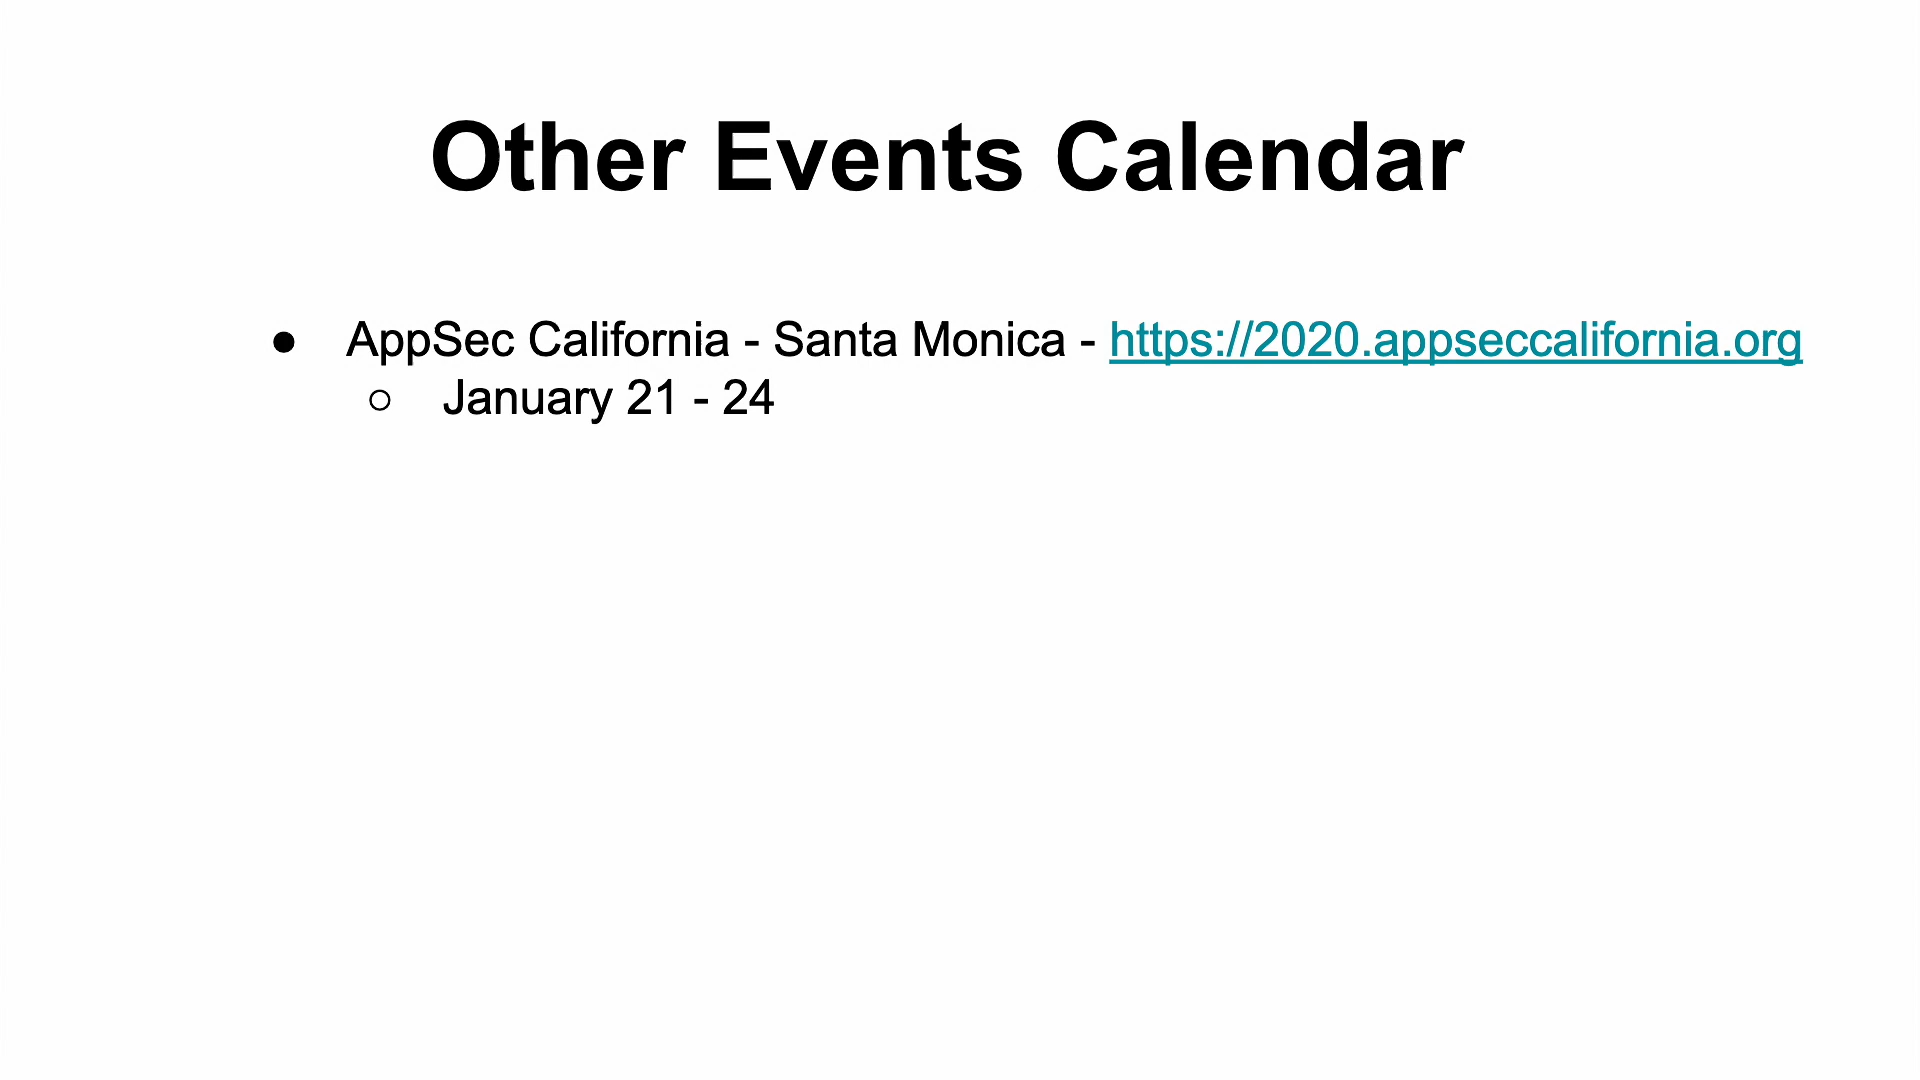 Other Events Calendar
● AppSec California - Santa Monica - https://2020.appseccalifornia.org
○ January 21 - 24